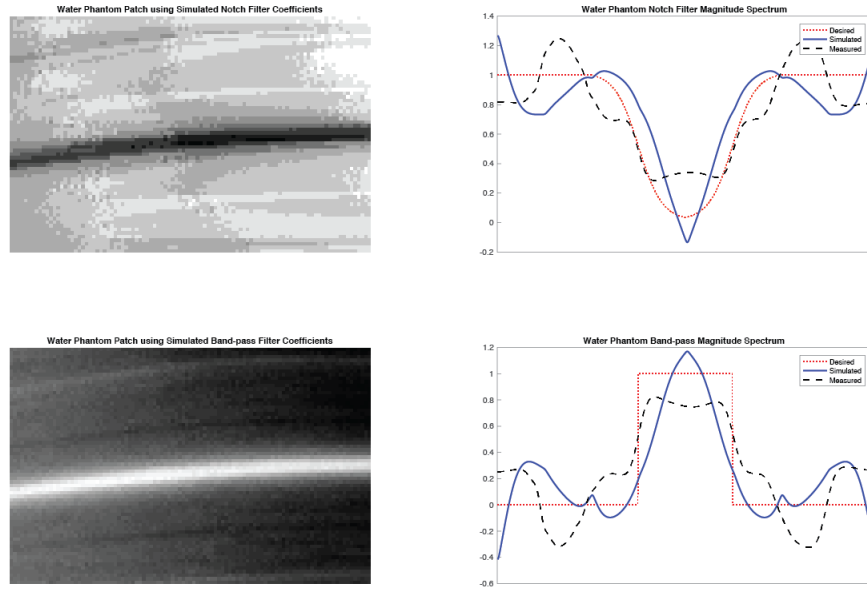 Water Phantom Patch using Simulated Notch Filter Coefficients
Water Phantom Notch Filter Magnitude Spectrum
1.4
1.2
1
0.8
0.6
0.4
0.2
0
-0.2
Desired
Simulated
Measured
Water Phantom Patch using Simulated Band-pass Filter Coefficients
Water Phantom Band-pass Magnitude Spectrum
1.2
1
0.8
0.6
0.4
0.2
0
-0.2
-0.4
-0.6
Desired
Simulated
Measured